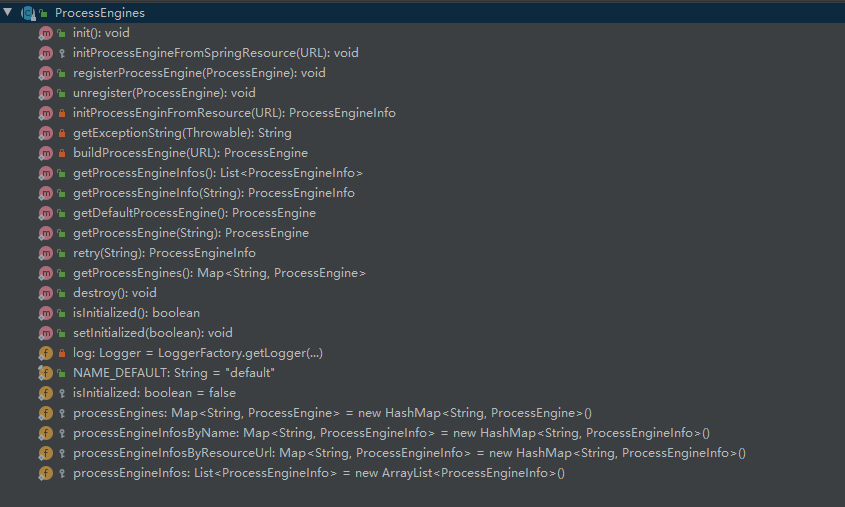 ProcessEngines
init(): void
initProcessEngineFromSpringResource(URL): void
registerProcessEngine(ProcessEngine): void
unregister(ProcessEngine): void
initProcessEnginFromResource(URL): ProcessEngineInfo
getExceptionString(Throwable): String
buildProcessEngine(URL): ProcessEngine
getProcessEngineInfos(): List<ProcessEngineInfo>
getProcessEngineInfo(String): ProcessEngineInfo
getDefaultProcessEngine(): ProcessEngine
getProcessEngine(String): ProcessEngine
retry(String): ProcessEngineInfo
getProcessEngines(): Map<String, ProcessEngine>
destroy(): void
isInitialized(): boolean
setInitialized(boolean): void
log: Logger = LoggerFactory.getLogger(...)
NAME_DEFAULT: String = "default"
isInitialized: boolean = false
processEngines: Map<String, ProcessEngine> = new HashMap<String, ProcessEngine>()
processEngineInfosByName: Map<String, ProcessEngineInfo> = new HashMap<String, ProcessEngineInfo>()
processEngineInfosByResourceUrl: Map<String, ProcessEngineInfo> = new HashMap<String, ProcessEngineInfo>()
processEngineInfos: List<ProcessEngineInfo> = new ArrayList<ProcessEngineInfo>()